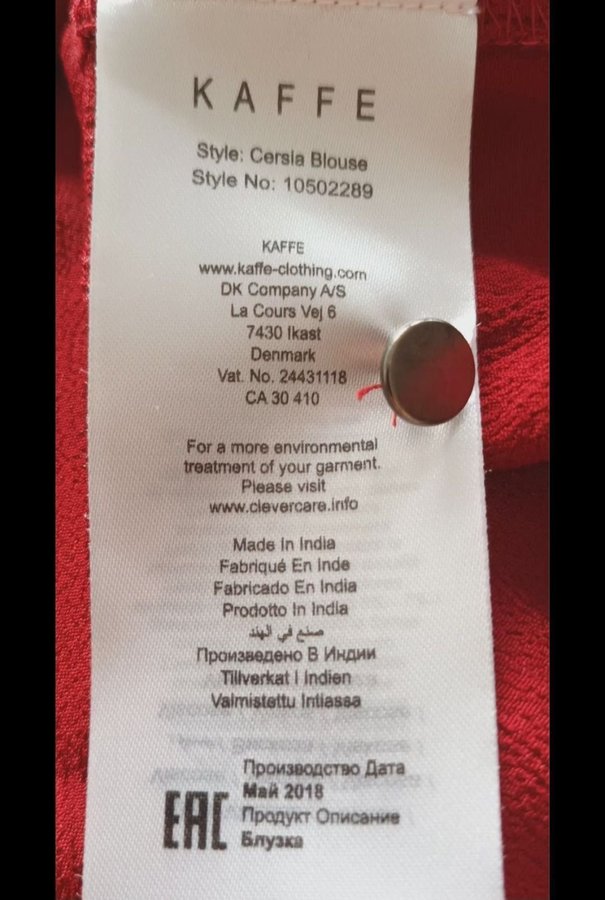 KAFFE
Style: Cersia Blouse
Style No: 10502289
KAFFE
www.kaffe-clothing.com
DK Company A/S
La Cours Vej 6
7430 Ikast
Denmark
Vat. No. 24431118
CA 30 410
For a more environmental
treatment of your garment.
Please visit
www.clevercare.info
Made In India
Fabriqué En Inde
Fabricado En India
Prodotto In India
صنع في الهند
Произведено В Индии
Tillverkat I Indien
Valmistettu Intiassa
Производство Дата
Май 2018
EAC Продукт Описание
Блузка